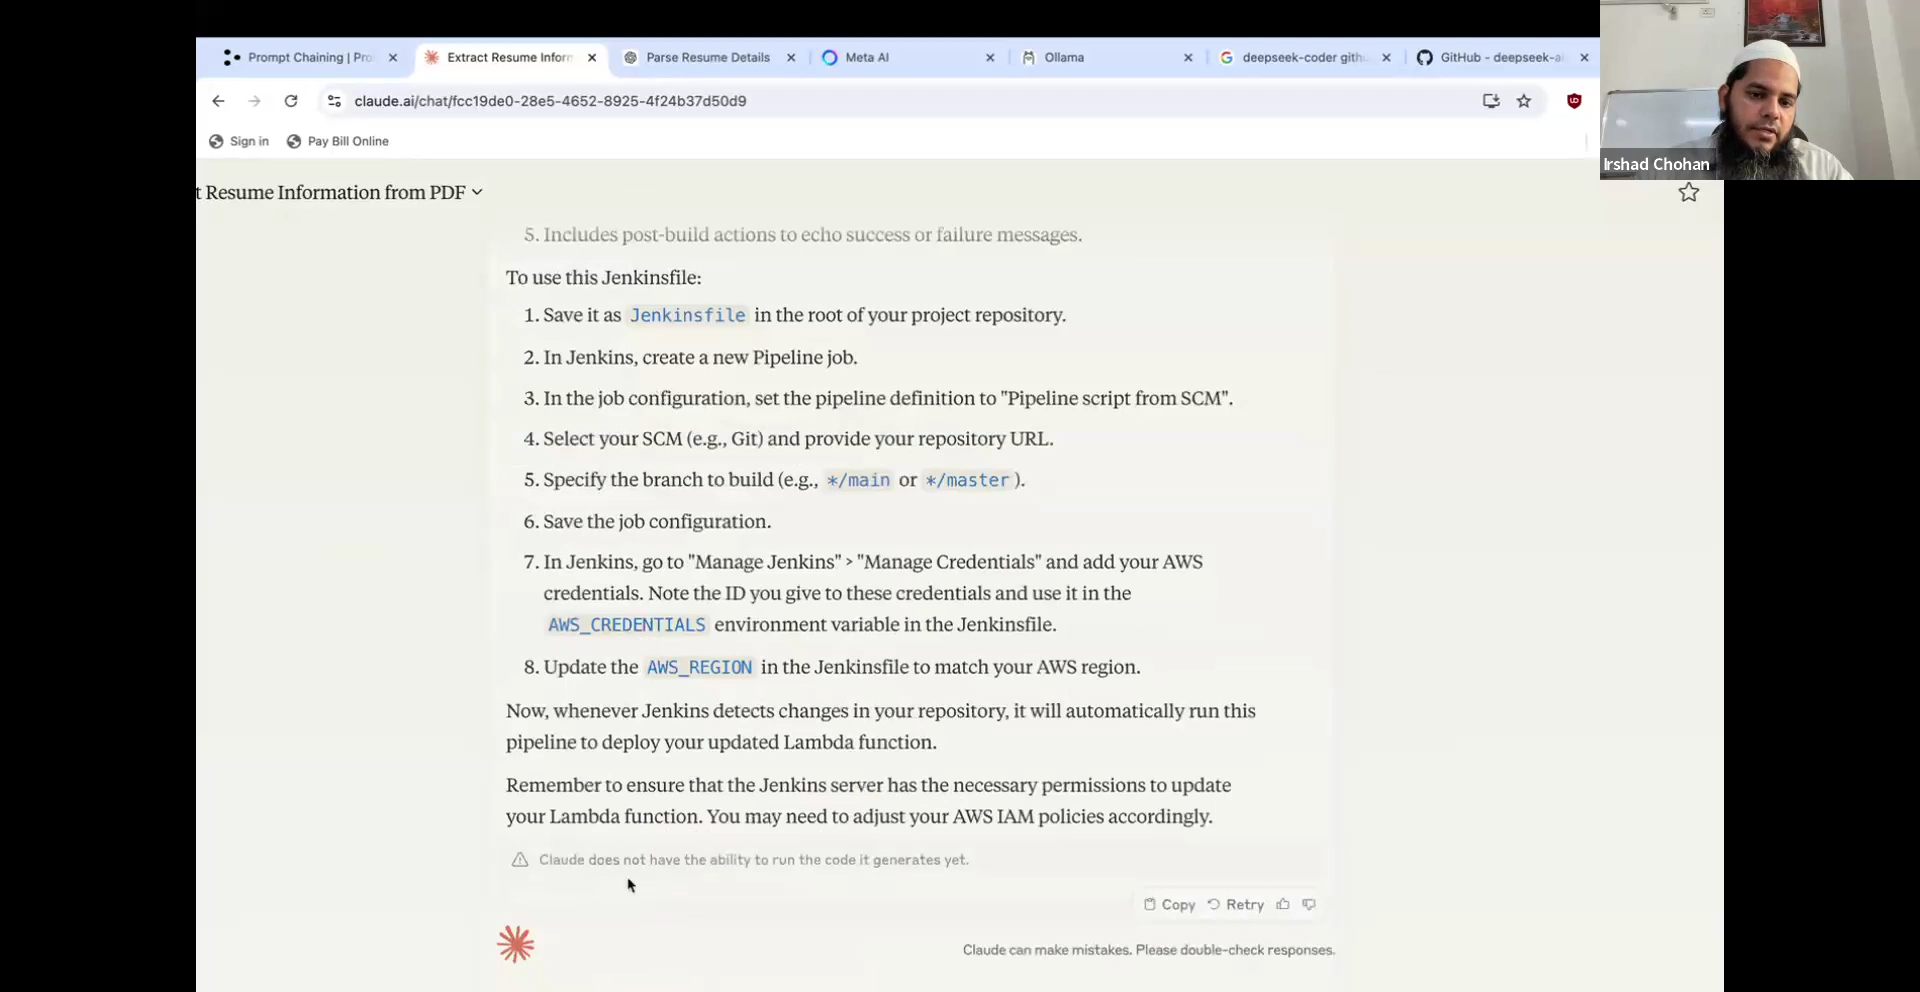 Prompt Chaining | Pro
Extract Resume Inforn
Parse Resume Details
Meta AI
Ollama
deepseek-coder gith
GitHub - deepseek-a
claude.ai/chat/fcc19de0-28e5-4652-8925-4f24b37d50d9
Sign in
Pay Bill Online
Irshad Chohan
t Resume Information from PDF
5. Includes post-build actions to echo success or failure messages.
To use this Jenkinsfile:
1. Save it as Jenkinsfile in the root of your project repository.
2. In Jenkins, create a new Pipeline job.
3. In the job configuration, set the pipeline definition to "Pipeline script from SCM".
4. Select your SCM (e.g., Git) and provide your repository URL.
5. Specify the branch to build (e.g., */main or */master ).
6. Save the job configuration.
7. In Jenkins, go to "Manage Jenkins" > "Manage Credentials" and add your AWS
credentials. Note the ID you give to these credentials and use it in the
AWS_CREDENTIALS environment variable in the Jenkinsfile.
8. Update the AWS_REGION in the Jenkinsfile to match your AWS region.
Now, whenever Jenkins detects changes in your repository, it will automatically run this
pipeline to deploy your updated Lambda function.
Remember to ensure that the Jenkins server has the necessary permissions to update
your Lambda function. You may need to adjust your AWS IAM policies accordingly.
Claude does not have the ability to run the code it generates yet.
Copy Retry
Claude can make mistakes. Please double-check responses.